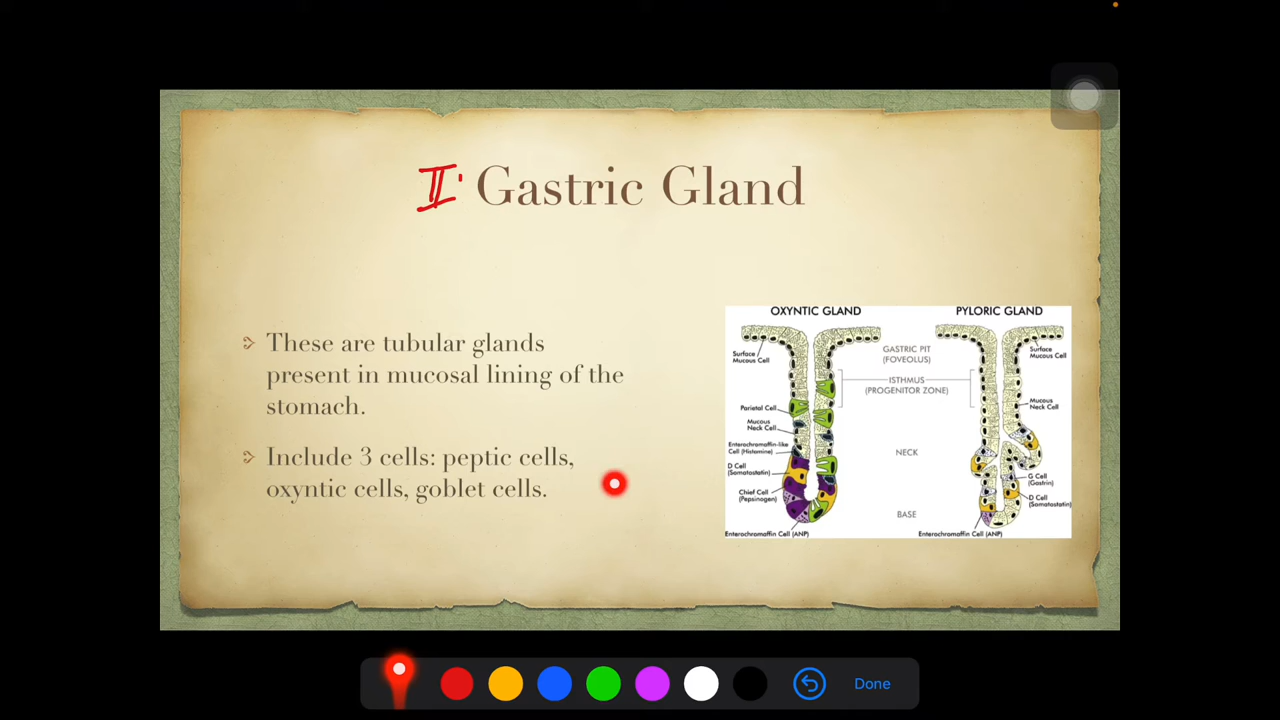 II. Gastric Gland
These are tubular glands
present in mucosal lining of the
stomach.
Include 3 cells: peptic cells,
oxyntic cells, goblet cells.
OXYNTIC GLAND
PYLORIC GLAND
Surface
Mucous Cell
GASTRIC PIT
(FOVEOLUS)
Surface
Mucous Cell
ISTHMUS
(PROGENITOR ZONE)
Parietal Cell
Mucous
Neck Cell
Mucous
Neck Cell
Enterochromaffin-like
Cell (Histamine)
NECK
D Cell
(Somatostatin)
G Cell
(Gastrin)
Chief Cell
(Pepsinogen)
D Cell
(Somatostatin)
BASE
Enterochromaffin Cell (ANP)
Enterochromaffin Cell (ANP)
Done